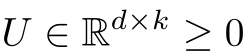 U ∈ ℝ^{d×k} ≥ 0